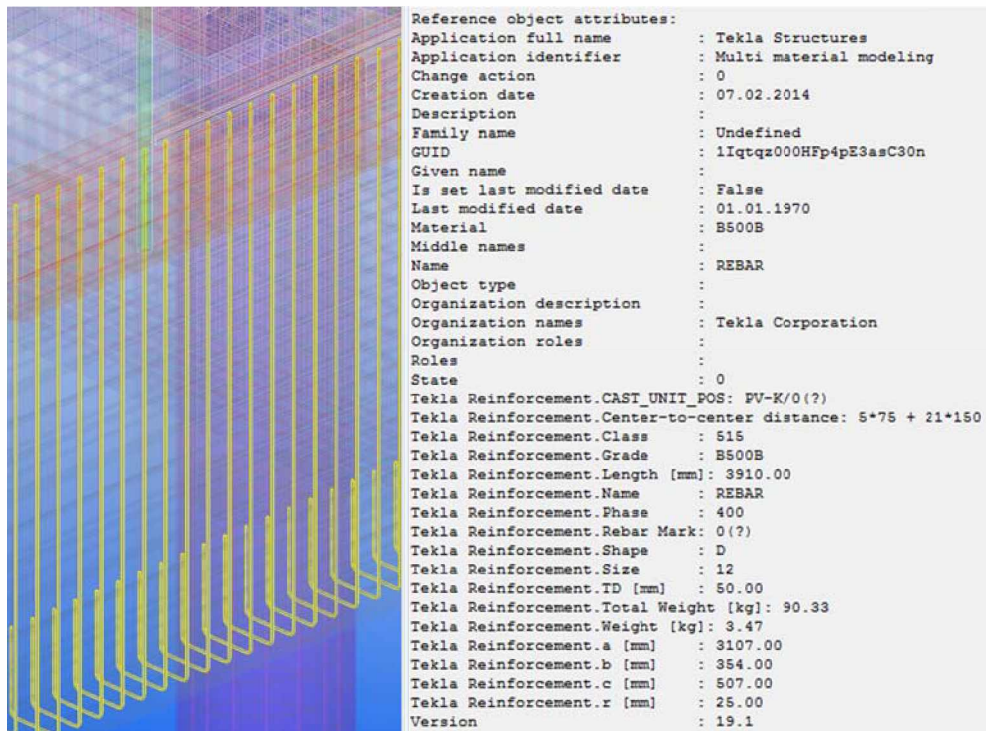 Reference object attributes:
Application full name : Tekla Structures
Application identifier : Multi material modeling
Change action : 0
Creation date : 07.02.2014
Description :
Family name : Undefined
GUID : 1Iqtqz000HFp4pE3asC30n
Given name :
Is set last modified date : False
Last modified date : 01.01.1970
Material : B500B
Middle names :
Name : REBAR
Object type :
Organization description :
Organization names : Tekla Corporation
Organization roles :
Roles :
State : 0
Tekla Reinforcement.CAST_UNIT_POS: PV-K/0(?)
Tekla Reinforcement.Center-to-center distance: 5*75 + 21*150
Tekla Reinforcement.Class : 515
Tekla Reinforcement.Grade : B500B
Tekla Reinforcement.Length [mm]: 3910.00
Tekla Reinforcement.Name : REBAR
Tekla Reinforcement.Phase : 400
Tekla Reinforcement.Rebar Mark: 0(?)
Tekla Reinforcement.Shape : D
Tekla Reinforcement.Size : 12
Tekla Reinforcement.TD [mm] : 50.00
Tekla Reinforcement.Total Weight [kg]: 90.33
Tekla Reinforcement.Weight [kg]: 3.47
Tekla Reinforcement.a [mm] : 3107.00
Tekla Reinforcement.b [mm] : 354.00
Tekla Reinforcement.c [mm] : 507.00
Tekla Reinforcement.r [mm] : 25.00
Version : 19.1